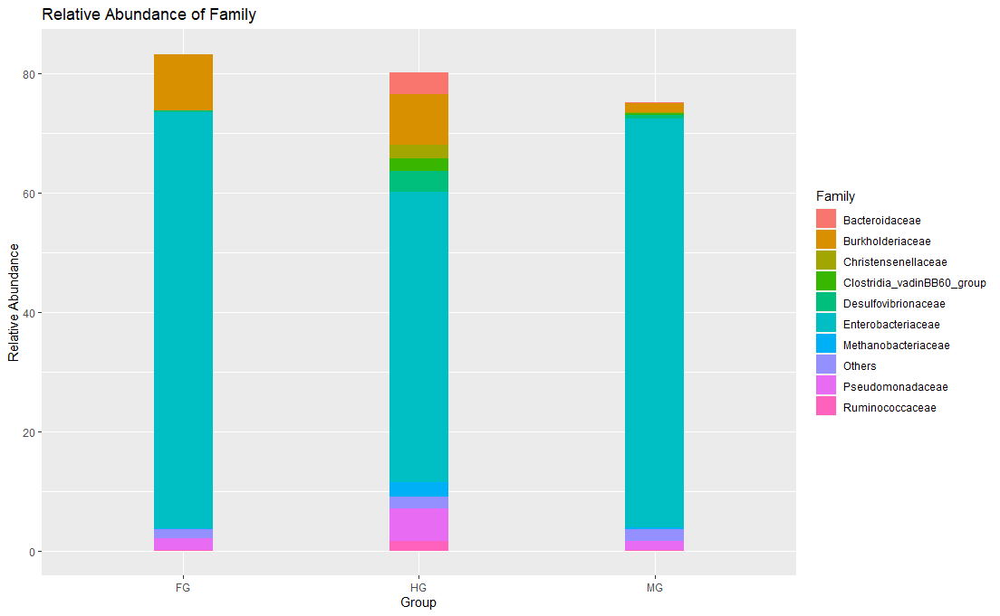 Relative Abundance of Family
Relative Abundance
80
60
40
20
0
FG
HG
MG
Group
Family
Bacteroidaceae
Burkholderiaceae
Christensenellaceae
Clostridia_vadinBB60_group
Desulfovibrionaceae
Enterobacteriaceae
Methanobacteriaceae
Others
Pseudomonadaceae
Ruminococcaceae